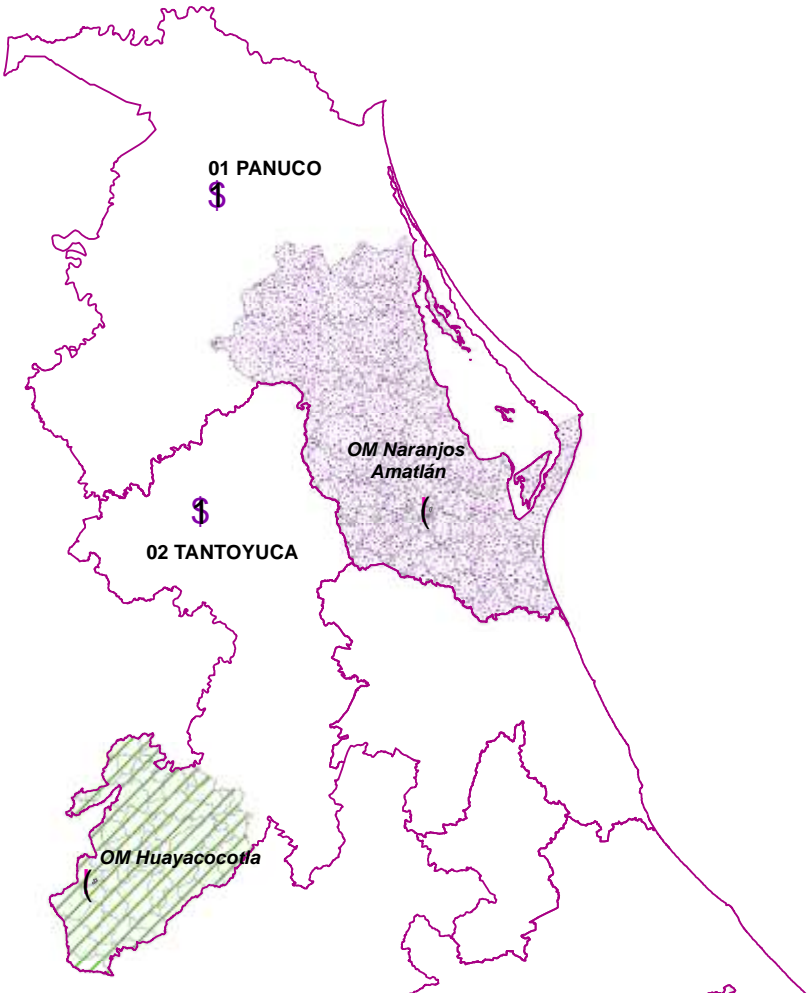 01 PANUCO
$
OM Naranjos
Amatlán
(
$
02 TANTOYUCA
OM Huayacocotla
(